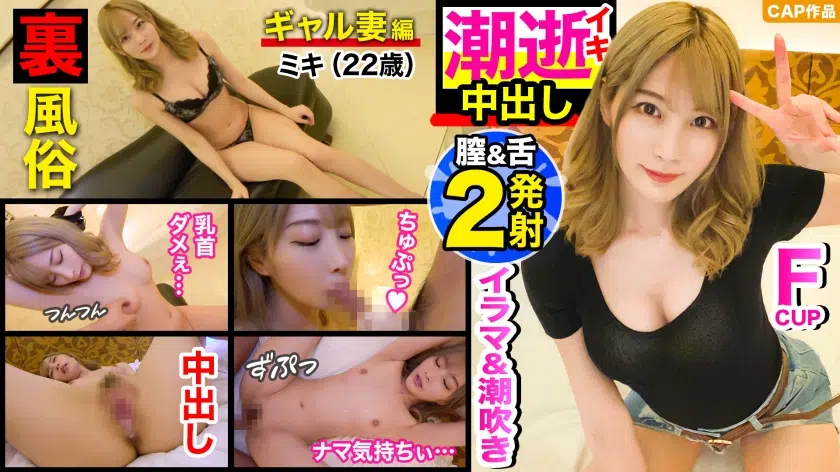 裏風俗
ギャル妻編
ミキ（22歳）
CAP作品
潮逝イキ
中出し
膣&舌
2発射
イラマ&潮吹き
F
CUP
乳首
ダメぇ…
つんつん
ちゅぷっ♥
中出し
ずぷっ
ナマ気持ちぃ…